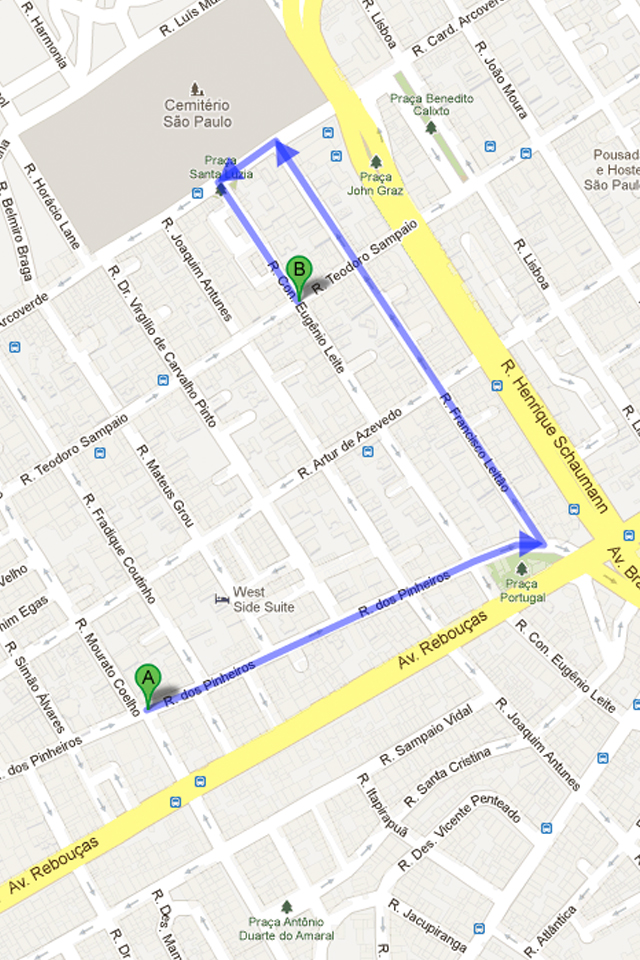 R. Harmonia
R. Luís Mu
R. Lisboa
R. Card. Arcover
R. João Moura
Cemitério
São Paulo
Praça Benedito
Calixto
Pousad
e Hoste
São Paulo
Praça
Santa Luzia
Praça
John Graz
R. Horácio Lane
R. Belmiro Braga
R. Joaquim Antunes
R. Teodoro Sampaio
R. Lisboa
B
R. Con. Eugênio Leite
Arcoverde
R. Dr. Virgílio de Carvalho Pinto
R. Henrique Schaumann
R. Francisco Leitão
R. Artur de Azevedo
R. Teodoro Sampaio
R. Mateus Grou
R. Fradique Coutinho
Av. Bra
Velho
him Egas
West
Side Suite
R. dos Pinheiros
Praça
Portugal
R. Simão Álvares
R. Mourato Coelho
A
R. dos Pinheiros
Av. Rebouças
R. Con. Eugênio Leite
. dos Pinheiros
R. Sampaio Vidal
R. Joaquim Antunes
R. Santa Cristina
R. Itapirapuã
R. Des. Vicente Penteado
Av. Rebouças
R. Des. Mam
Praça Antônio
Duarte do Amaral
R. Jacupiranga
R. Atlântica
R. Dr
R.